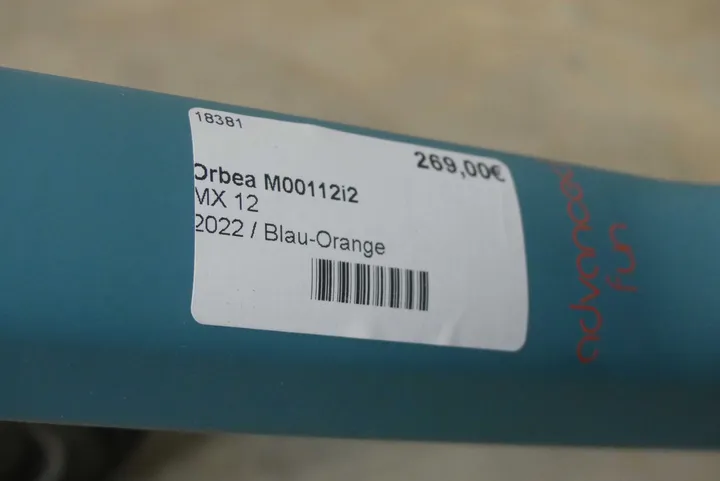 18381
269,00€
Orbea M00112i2
MX 12
2022 / Blau-Orange
advanced
fun